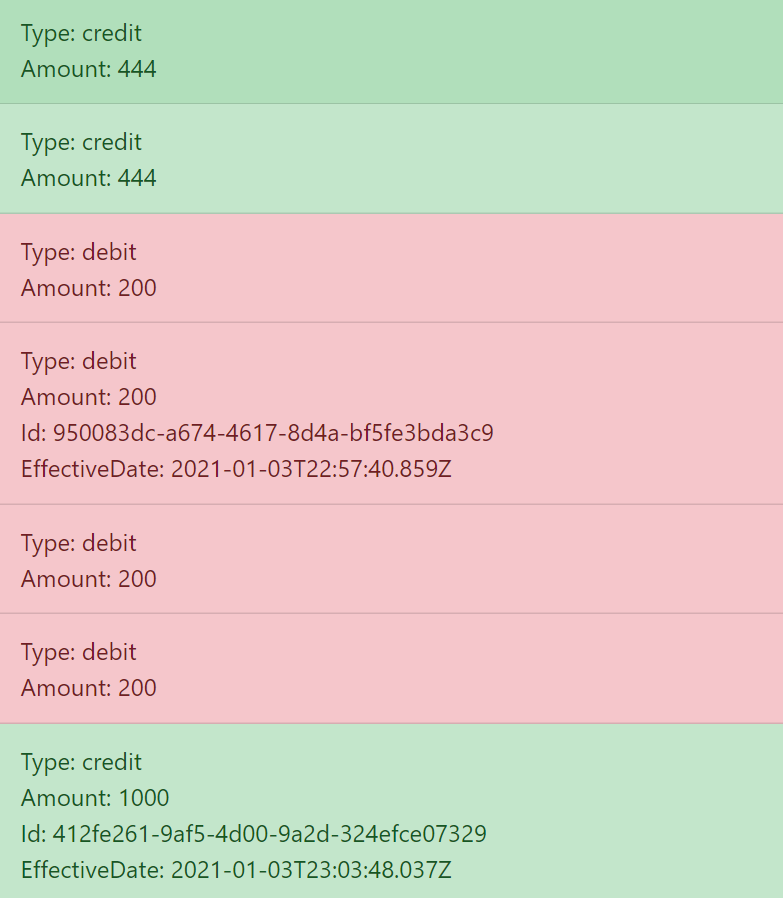 Type: credit
Amount: 444
Type: credit
Amount: 444
Type: debit
Amount: 200
Type: debit
Amount: 200
Id: 950083dc-a674-4617-8d4a-bf5fe3bda3c9
EffectiveDate: 2021-01-03T22:57:40.859Z
Type: debit
Amount: 200
Type: debit
Amount: 200
Type: credit
Amount: 1000
Id: 412fe261-9af5-4d00-9a2d-324efce07329
EffectiveDate: 2021-01-03T23:03:48.037Z